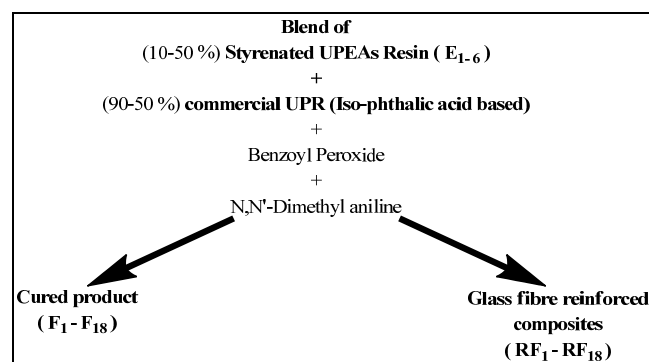 Blend of
(10-50 %) Styrenated UPEAs Resin ( E1-6 )
+
(90-50 %) commercial UPR (Iso-phthalic acid based)
+
Benzoyl Peroxide
+
N,N'-Dimethyl aniline
Cured product
( F1 - F18 )
Glass fibre reinforced
composites
( RF1 - RF18 )